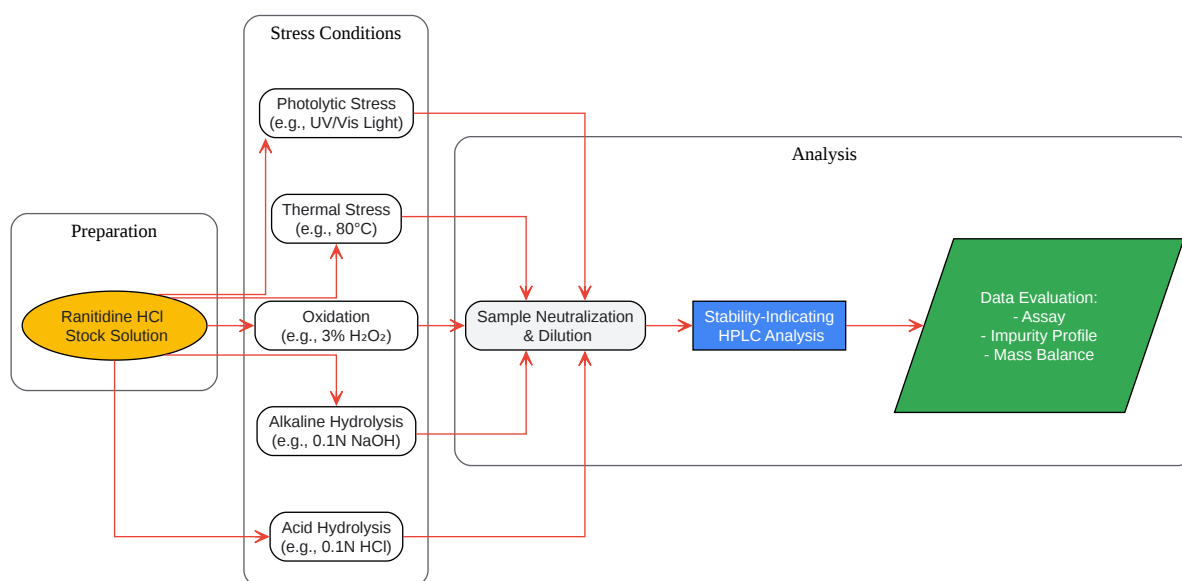 Stress Conditions
Photolytic Stress
(e.g., UV/Vis Light)
Analysis
Thermal Stress
(e.g., 80°C)
Preparation
Ranitidine HCl
Stock Solution
Oxidation
(e.g., 3% H₂O₂)
Sample Neutralization
& Dilution
Stability-Indicating
HPLC Analysis
Data Evaluation:
- Assay
- Impurity Profile
- Mass Balance
Alkaline Hydrolysis
(e.g., 0.1N NaOH)
Acid Hydrolysis
(e.g., 0.1N HCl)